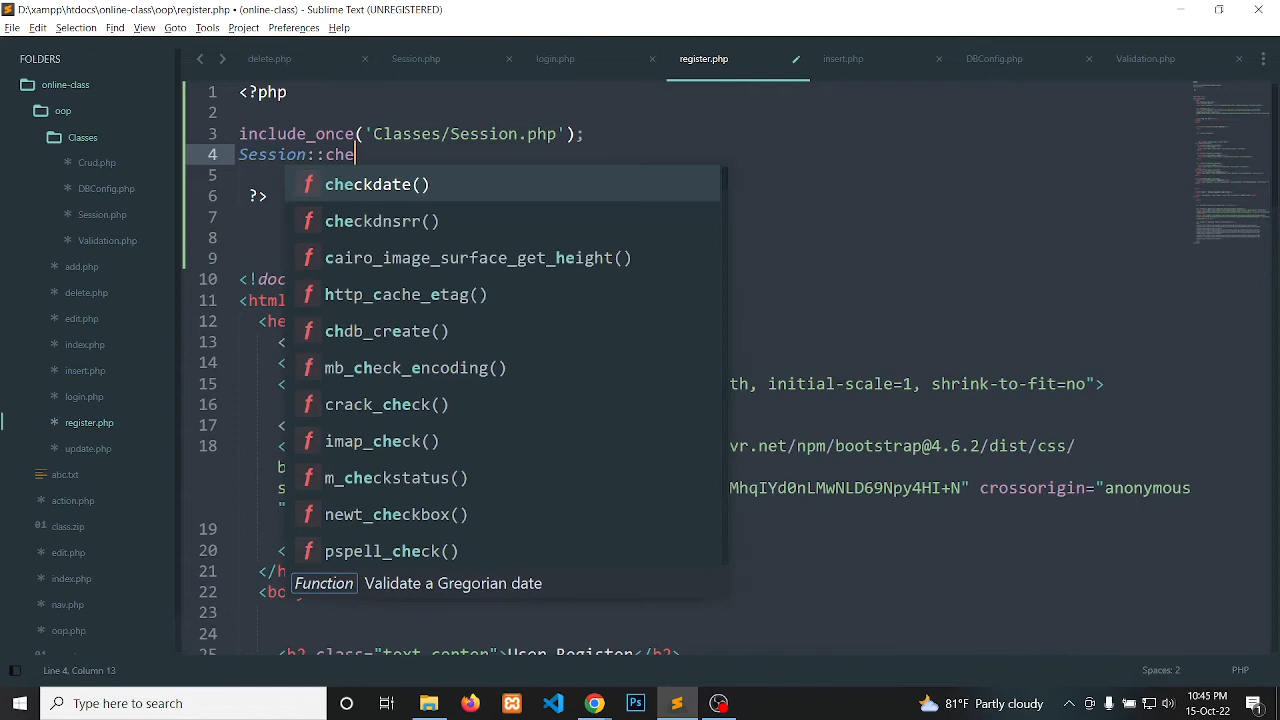 D:\xampp\htdocs\online-class\oop\register.php • (online-class) - Sublime Text (UNREGISTERED)
File Edit Selection Find View Goto Tools Project Preferences Help
FOLDERS
online-class
oop
Classes
Crud.php
DBConfig.php
Session.php
Validation.php
add.php
delete.php
edit.php
index.php
insert.php
login.php
register.php
update.php
abc.txt
action.php
class.zip
edit.php
index.php
nav.php
oop.php
delete.php Session.php login.php register.php insert.php DBConfig.php Validation.php
1 <?php
2
3 include_once('Classes/Session.php');
4 Session::che
5
6 ?>
7
8
9
10 <!doc
11 <html
12 <he
13 <
14 <
15 < th, initial-scale=1, shrink-to-fit=no">
16 <
17 <
18 < vr.net/npm/bootstrap@4.6.2/dist/css/
b
s MhqIYd0nLMwNLD69Npy4HI+N" crossorigin="anonymous
"
19
20 <
21 </h
22 <bo
23
24
25 <h2 class="text_center">User Register</h2>
f checkdate()
f checkdnsrr()
f cairo_image_surface_get_height()
f http_cache_etag()
f chdb_create()
f mb_check_encoding()
f crack_check()
f imap_check()
f m_checkstatus()
f newt_checkbox()
f pspell_check()
Function Validate a Gregorian date
Line 4, Column 13 Spaces: 2 PHP
Type here to search
Ps
81°F Partly cloudy
10:45 PM
15-Oct-22